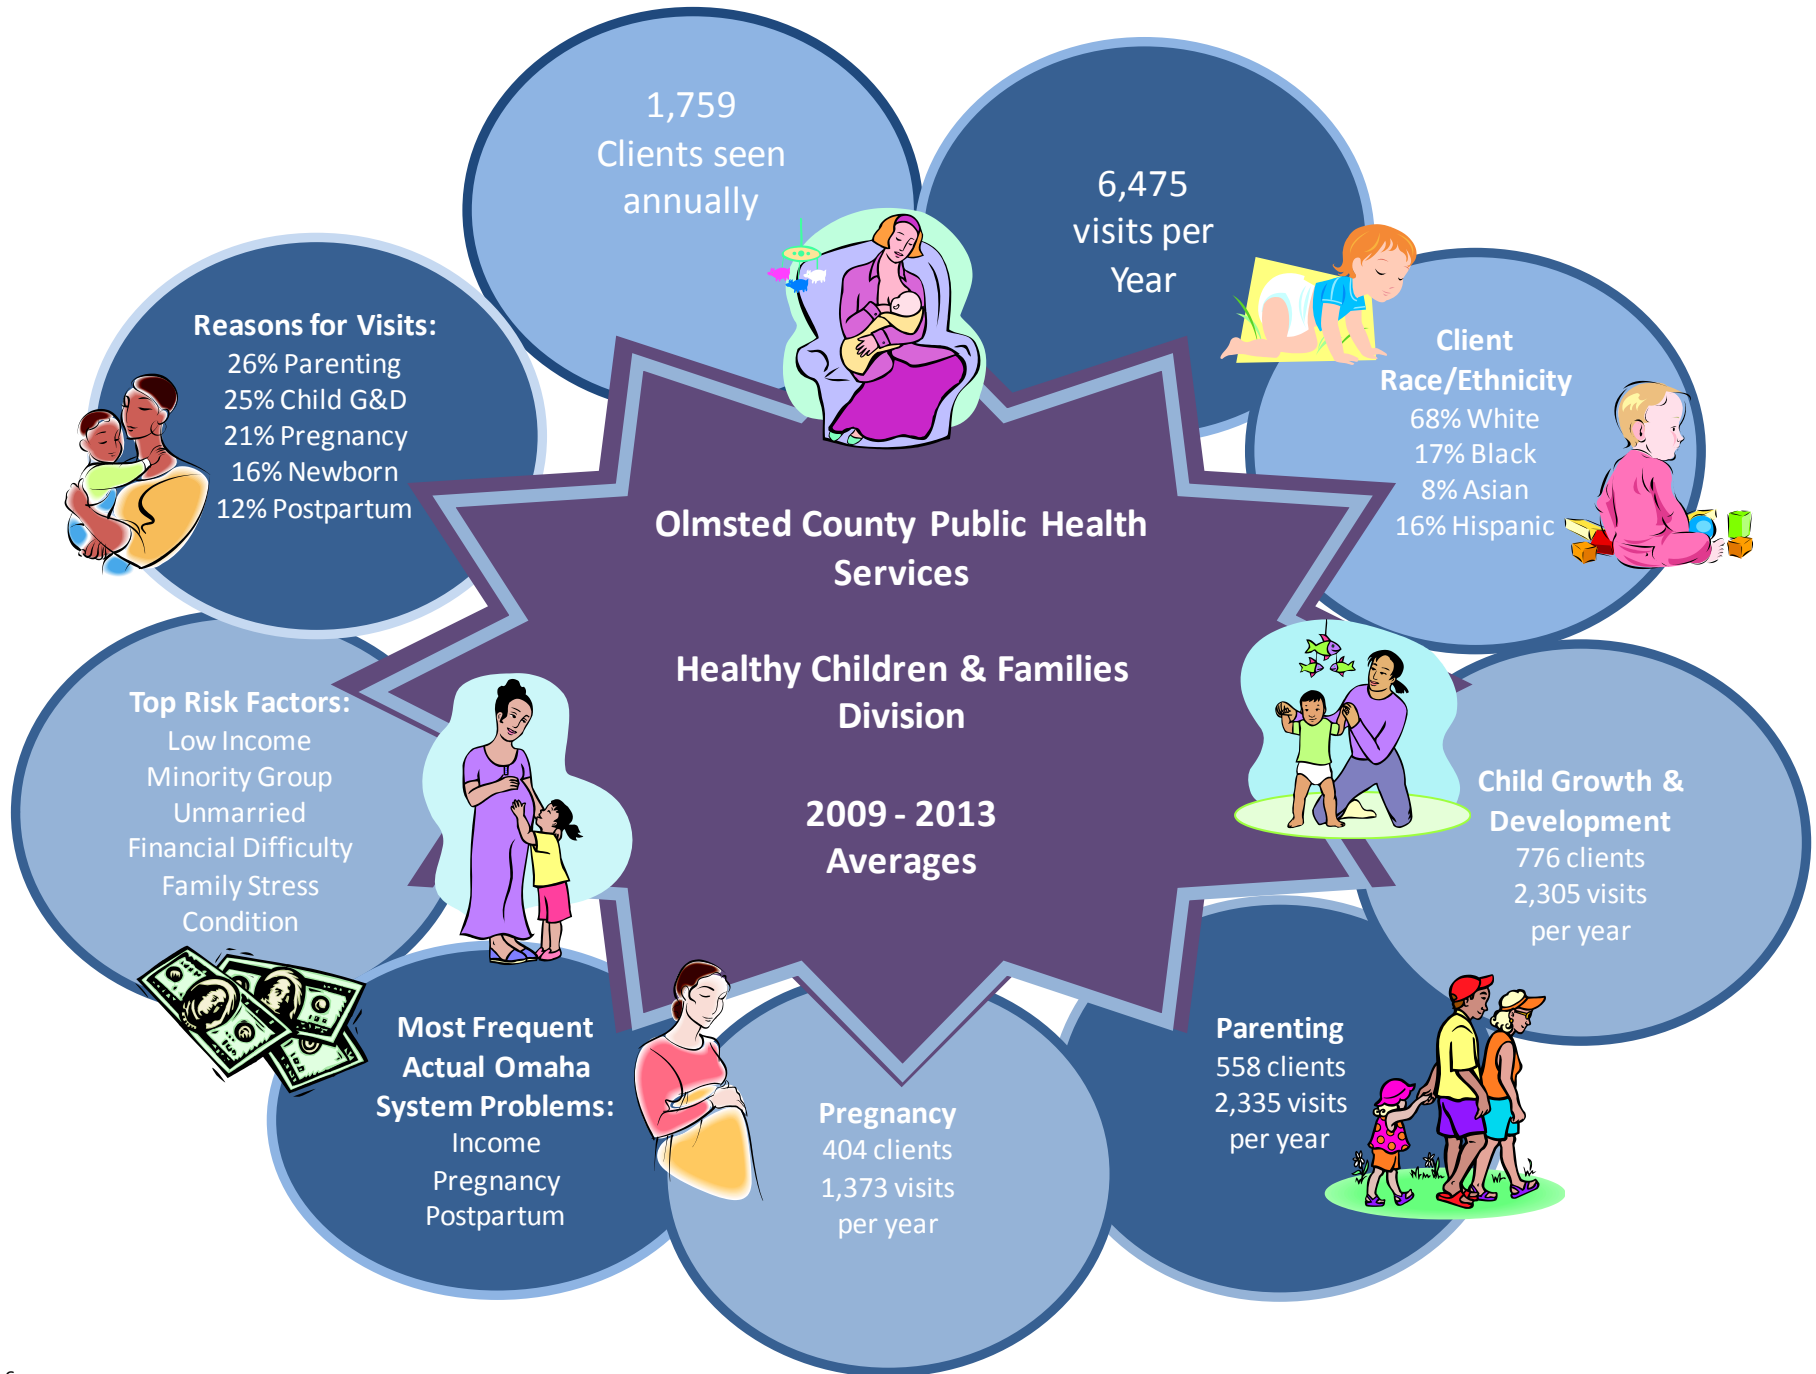 1,759
Clients seen
annually
6,475
visits per
Year
Reasons for Visits:
26% Parenting
25% Child G&D
21% Pregnancy
16% Newborn
12% Postpartum
Client
Race/Ethnicity
68% White
17% Black
8% Asian
16% Hispanic
Olmsted County Public Health
Services
Healthy Children & Families
Division
2009 - 2013
Averages
Top Risk Factors:
Low Income
Minority Group
Unmarried
Financial Difficulty
Family Stress
Condition
Child Growth &
Development
776 clients
2,305 visits
per year
Most Frequent
Actual Omaha
System Problems:
Income
Pregnancy
Postpartum
Pregnancy
404 clients
1,373 visits
per year
Parenting
558 clients
2,335 visits
per year